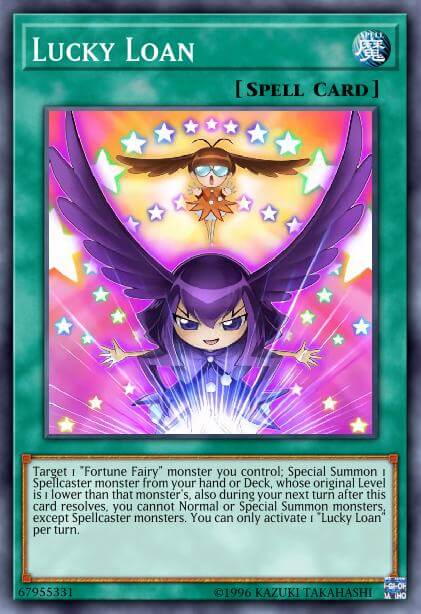 Lucky Loan
SPELL
魔
[SPELL CARD]
Target 1 "Fortune Fairy" monster you control; Special Summon 1
Spellcaster monster from your hand or Deck, whose original Level
is 1 lower than that monster's, also during your next turn after this
card resolves, you cannot Normal or Special Summon monsters,
except Spellcaster monsters. You can only activate 1 "Lucky Loan"
per turn.
67955331
©1996 KAZUKI TAKAHASHI